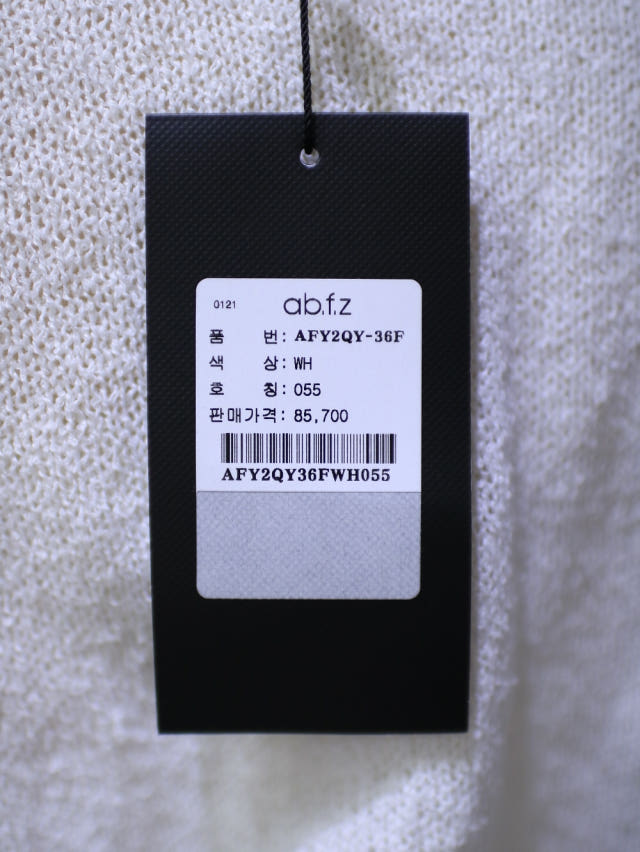 0121 ab.f.z
품 번: AFY2QY-36F
색 상: WH
호 칭: 055
판매가격: 85,700
AFY2QY36FWH055